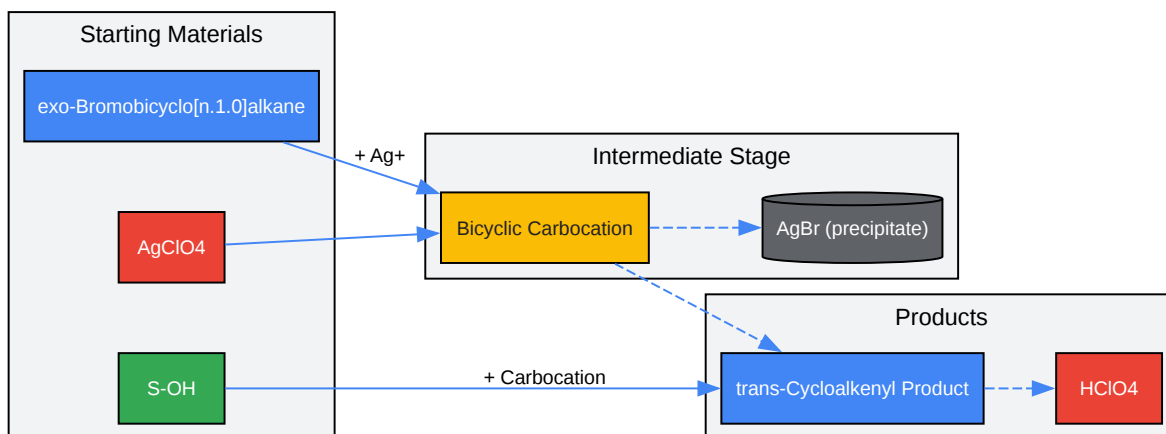 Starting Materials
exo-Bromobicyclo[n.1.0]alkane
+ Ag+
Intermediate Stage
AgClO4
Bicyclic Carbocation
AgBr (precipitate)
Products
S-OH
+ Carbocation
trans-Cycloalkenyl Product
HClO4